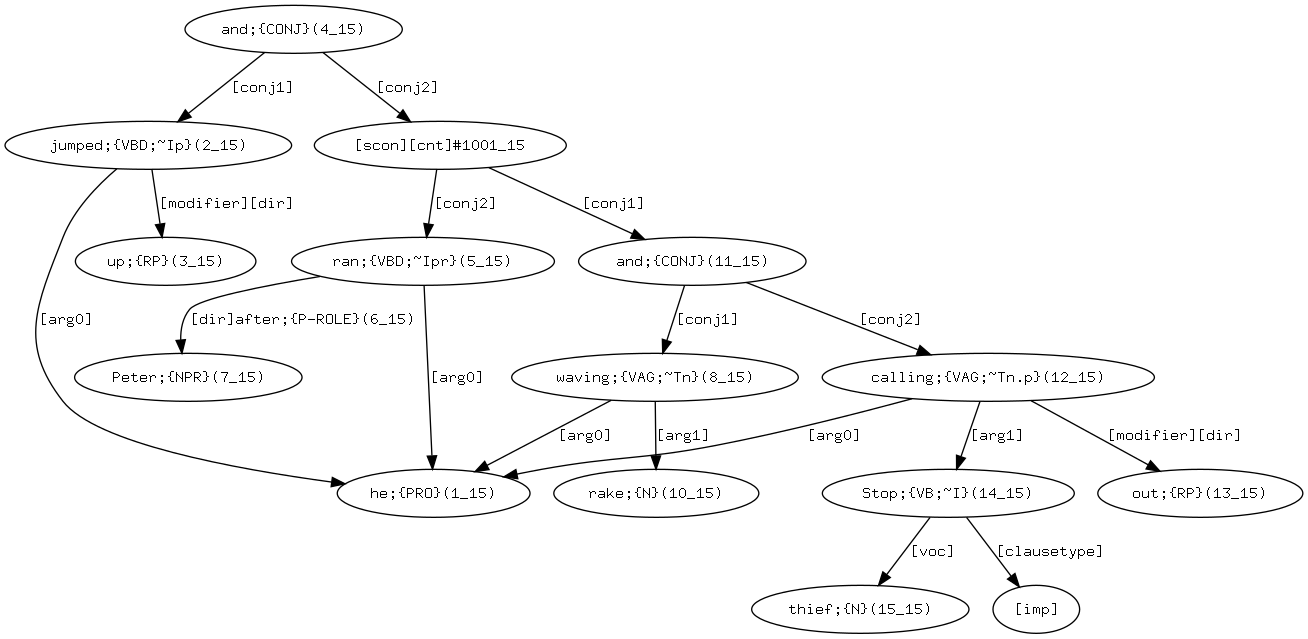 and;{CONJ}(4_15)
[conj1]
[conj2]
jumped;{VBD;~Ip}(2_15)
[scon][cnt]#1001_15
[modifier][dir]
[conj2]
[conj1]
up;{RP}(3_15)
ran;{VBD;~Ipr}(5_15)
and;{CONJ}(11_15)
[arg0]
[dir]after;{P-ROLE}(6_15)
[conj1]
[conj2]
Peter;{NPR}(7_15)
[arg0]
waving;{VAG;~Tn}(8_15)
calling;{VAG;~Tn.p}(12_15)
[arg0]
[arg1]
[arg0]
[arg1]
[modifier][dir]
he;{PRO}(1_15)
rake;{N}(10_15)
Stop;{VB;~I}(14_15)
out;{RP}(13_15)
[voc]
[clausetype]
thief;{N}(15_15)
[imp]